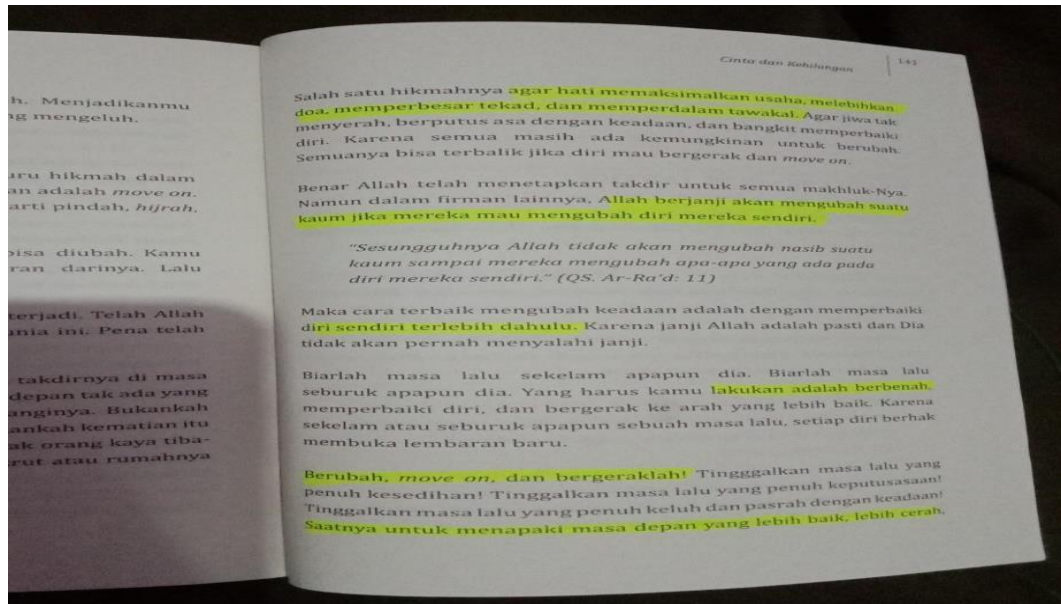 h. Menjadikanmu
g mengeluh.
uru hikmah dalam
an adalah move on.
arti pindah, hijrah,
bisa diubah. Kamu
ran darinya. Lalu
terjadi. Telah Allah
unia ini. Pena telah
takdirnya di masa
depan tak ada yang
anginya. Bukankah
ankah kematian itu
ak orang kaya tiba-
rut atau rumahnya
Cinta dan Kehilangan
Salah satu hikmahnya agar hati memaksimalkan usaha, melebihkan
doa, memperbesar tekad, dan memperdalam tawakal. Agar jiwa tak
menyerah, berputus asa dengan keadaan, dan bangkit memperbaiki
diri. Karena semua masih ada kemungkinan untuk berubah.
Semuanya bisa terbalik jika diri mau bergerak dan move on.
Benar Allah telah menetapkan takdir untuk semua makhluk-Nya.
Namun dalam firman lainnya, Allah berjanji akan mengubah suatu
kaum jika mereka mau mengubah diri mereka sendiri.
"Sesungguhnya Allah tidak akan mengubah nasib suatu
kaum sampai mereka mengubah apa-apa yang ada pada
diri mereka sendiri." (QS. Ar-Ra'd: 11)
Maka cara terbaik mengubah keadaan adalah dengan memperbaiki
diri sendiri terlebih dahulu. Karena janji Allah adalah pasti dan Dia
tidak akan pernah menyalahi janji.
Biarlah masa lalu sekelam apapun dia. Biarlah masa lalu
seburuk apapun dia. Yang harus kamu lakukan adalah berbenah,
memperbaiki diri, dan bergerak ke arah yang lebih baik. Karena
sekelam atau seburuk apapun sebuah masa lalu, setiap diri berhak
membuka lembaran baru.
Berubah, move on, dan bergeraklah! Tingggalkan masa lalu yang
penuh kesedihan! Tinggalkan masa lalu yang penuh keputusasaan!
Tinggalkan masa lalu yang penuh keluh dan pasrah dengan keadaan!
Saatnya untuk menapaki masa depan yang lebih baik, lebih cerah,